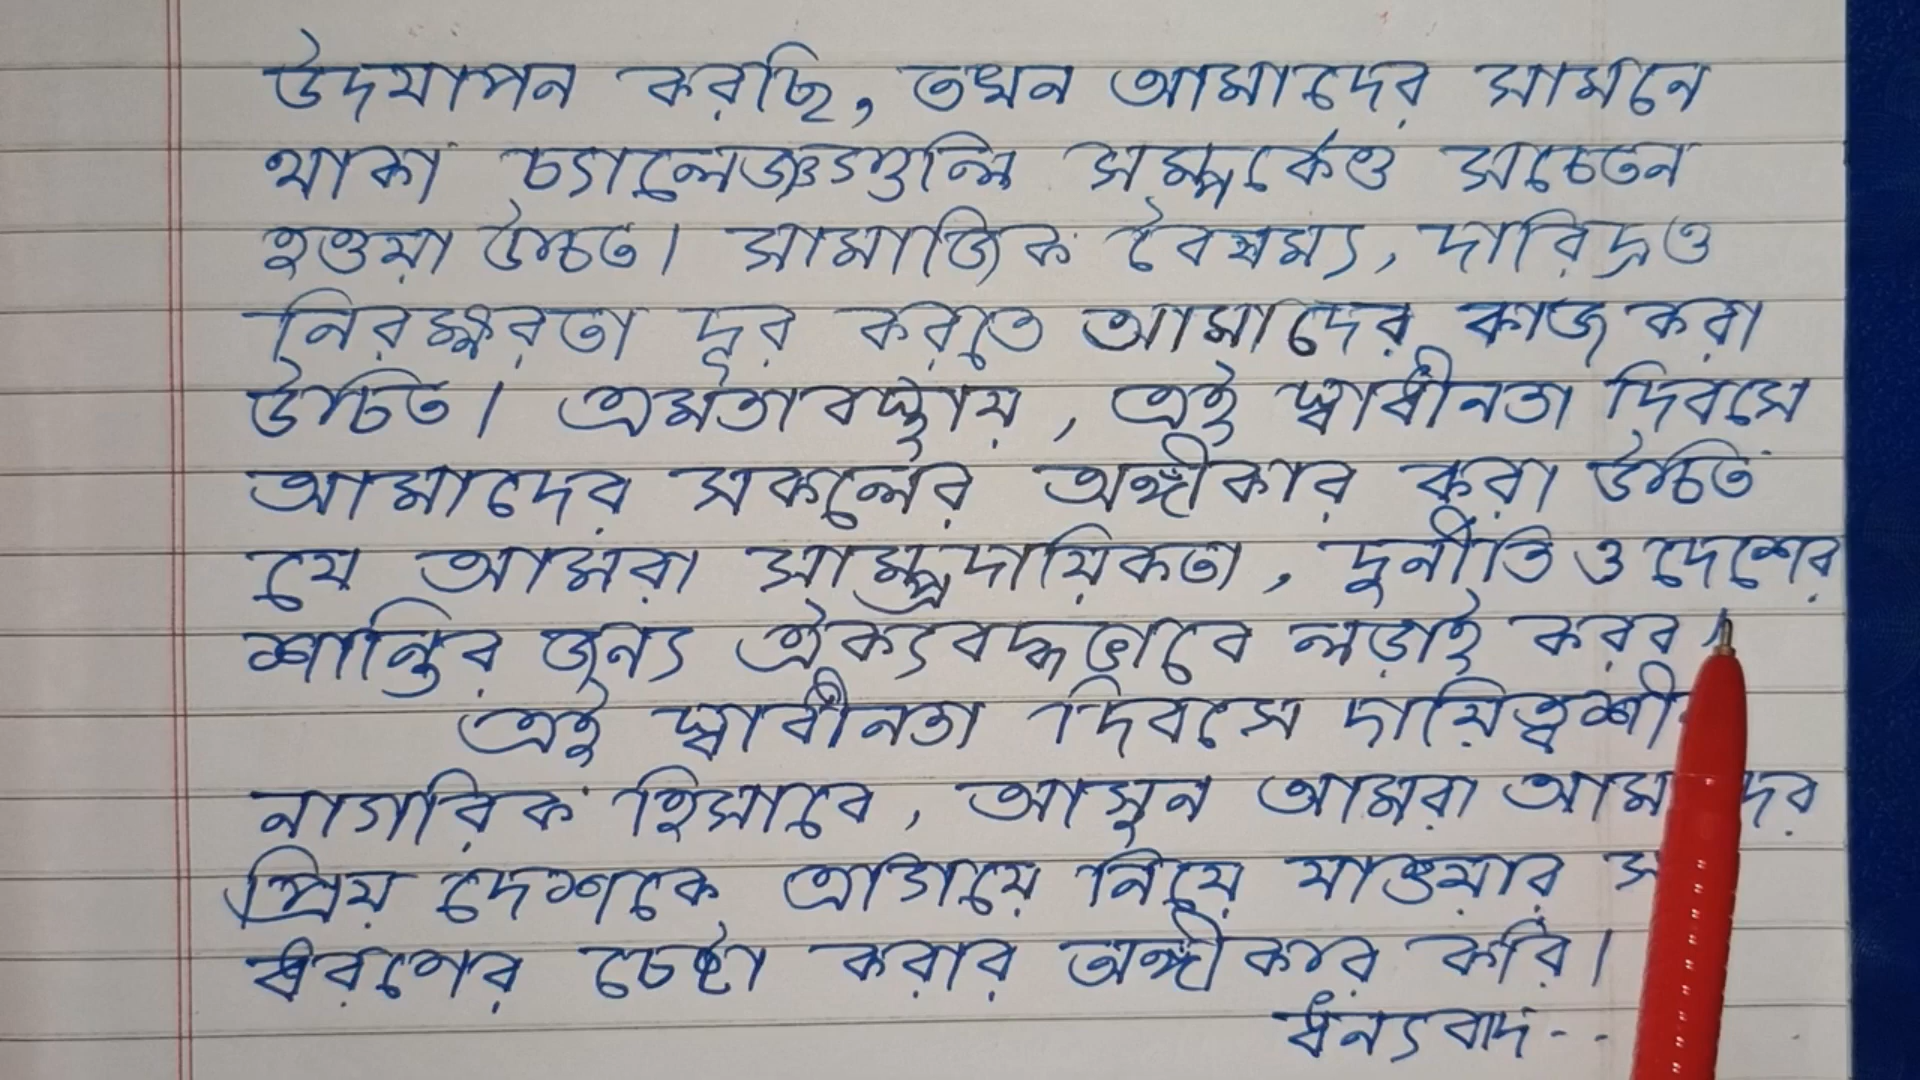 উদযাপন করছি, তখন আমাদের সামনে
থাকা চ্যালেঞ্জগুলি সম্পর্কেও সচেতন
হওয়া উচিত। সামাজিক বৈষম্য, দারিদ্র ও
নিরক্ষরতা দূর করতে আমাদের কাজ করা
উচিত। এমতাবস্থায়, এই স্বাধীনতা দিবসে
আমাদের সকলের অঙ্গীকার করা উচিত
যে আমরা সাম্প্রদায়িকতা, দুর্নীতি ও দেশের
শান্তির জন্য ঐক্যবদ্ধভাবে লড়াই করব
এই স্বাধীনতা দিবসে
নাগরিক হিসাবে, আসুন আমরা
প্রিয় দেশকে এগিয়ে নিয়ে যাওয়ার
ধরণের চেষ্টা করার অঙ্গীকার করি।
ধন্যবাদ--